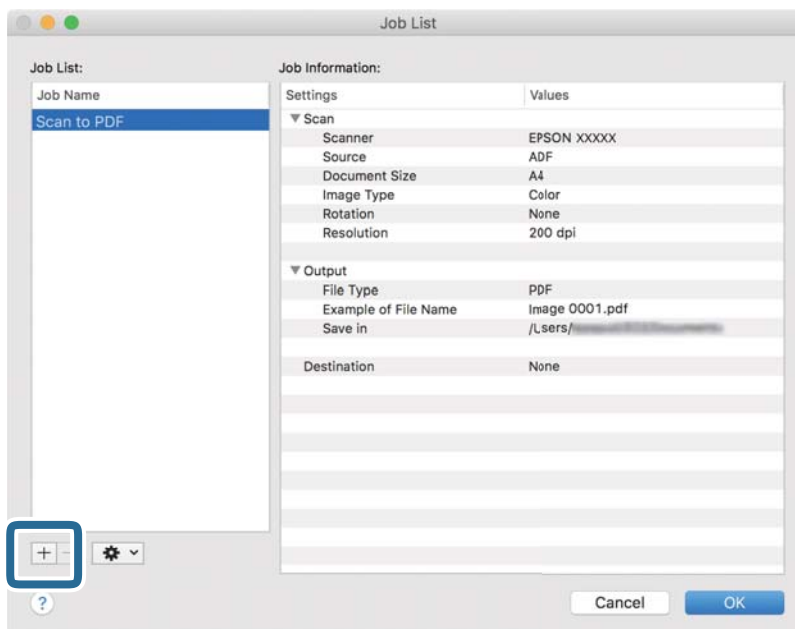 Job List
Job List:
Job Information:
Job Name
Scan to PDF
Settings Values
▼ Scan
Scanner EPSON XXXXX
Source ADF
Document Size A4
Image Type Color
Rotation None
Resolution 200 dpi
▼ Output
File Type PDF
Example of File Name Image 0001.pdf
Save in /Users/
Destination None
+ −
?
Cancel OK